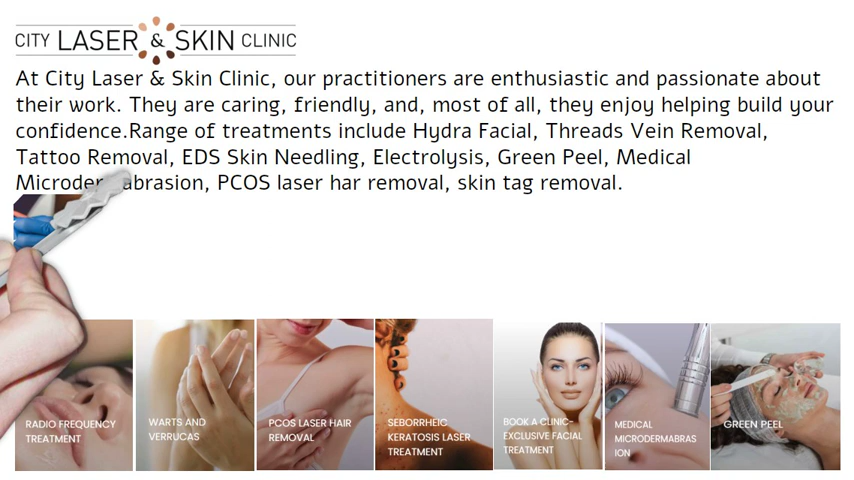 CITY LASER & SKIN CLINIC
At City Laser & Skin Clinic, our practitioners are enthusiastic and passionate about
their work. They are caring, friendly, and, most of all, they enjoy helping build your
confidence.Range of treatments include Hydra Facial, Threads Vein Removal,
Tattoo Removal, EDS Skin Needling, Electrolysis, Green Peel, Medical
abrasion, PCOS laser har removal, skin tag removal.
RADIO FREQUENCY
TREATMENT
WARTS AND
VERRUCAS
PCOS LASER HAIR
REMOVAL
SEBORRHEIC
KERATOSIS LASER
TREATMENT
BOOK A CLINIC-
EXCLUSIVE FACIAL
TREATMENT
MEDICAL
MICRODERMABRAS
ION
GREEN PEEL